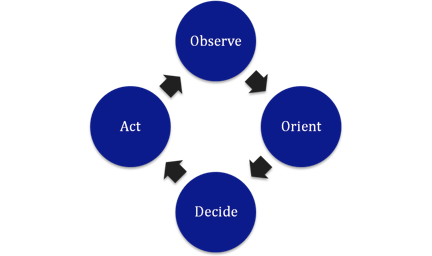 Observe
Orient
Decide
Act